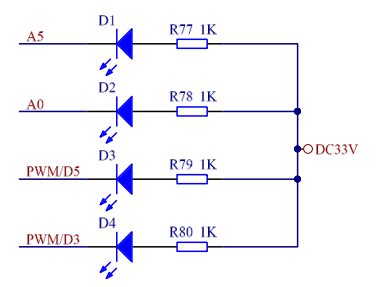 D1
R77 1K
A5
D2
R78 1K
A0
D3
R79 1K
DC33V
PWM/D5
D4
R80 1K
PWM/D3